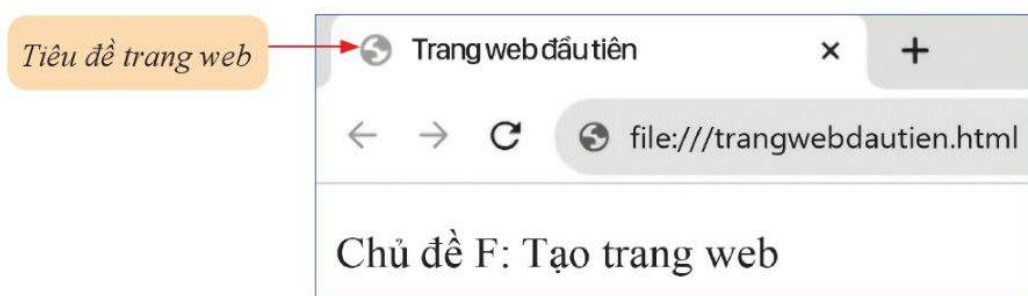 Tiêu đề trang web
Trang web đầu tiên
file:///trangwebdautien.html
Chủ đề F: Tạo trang web